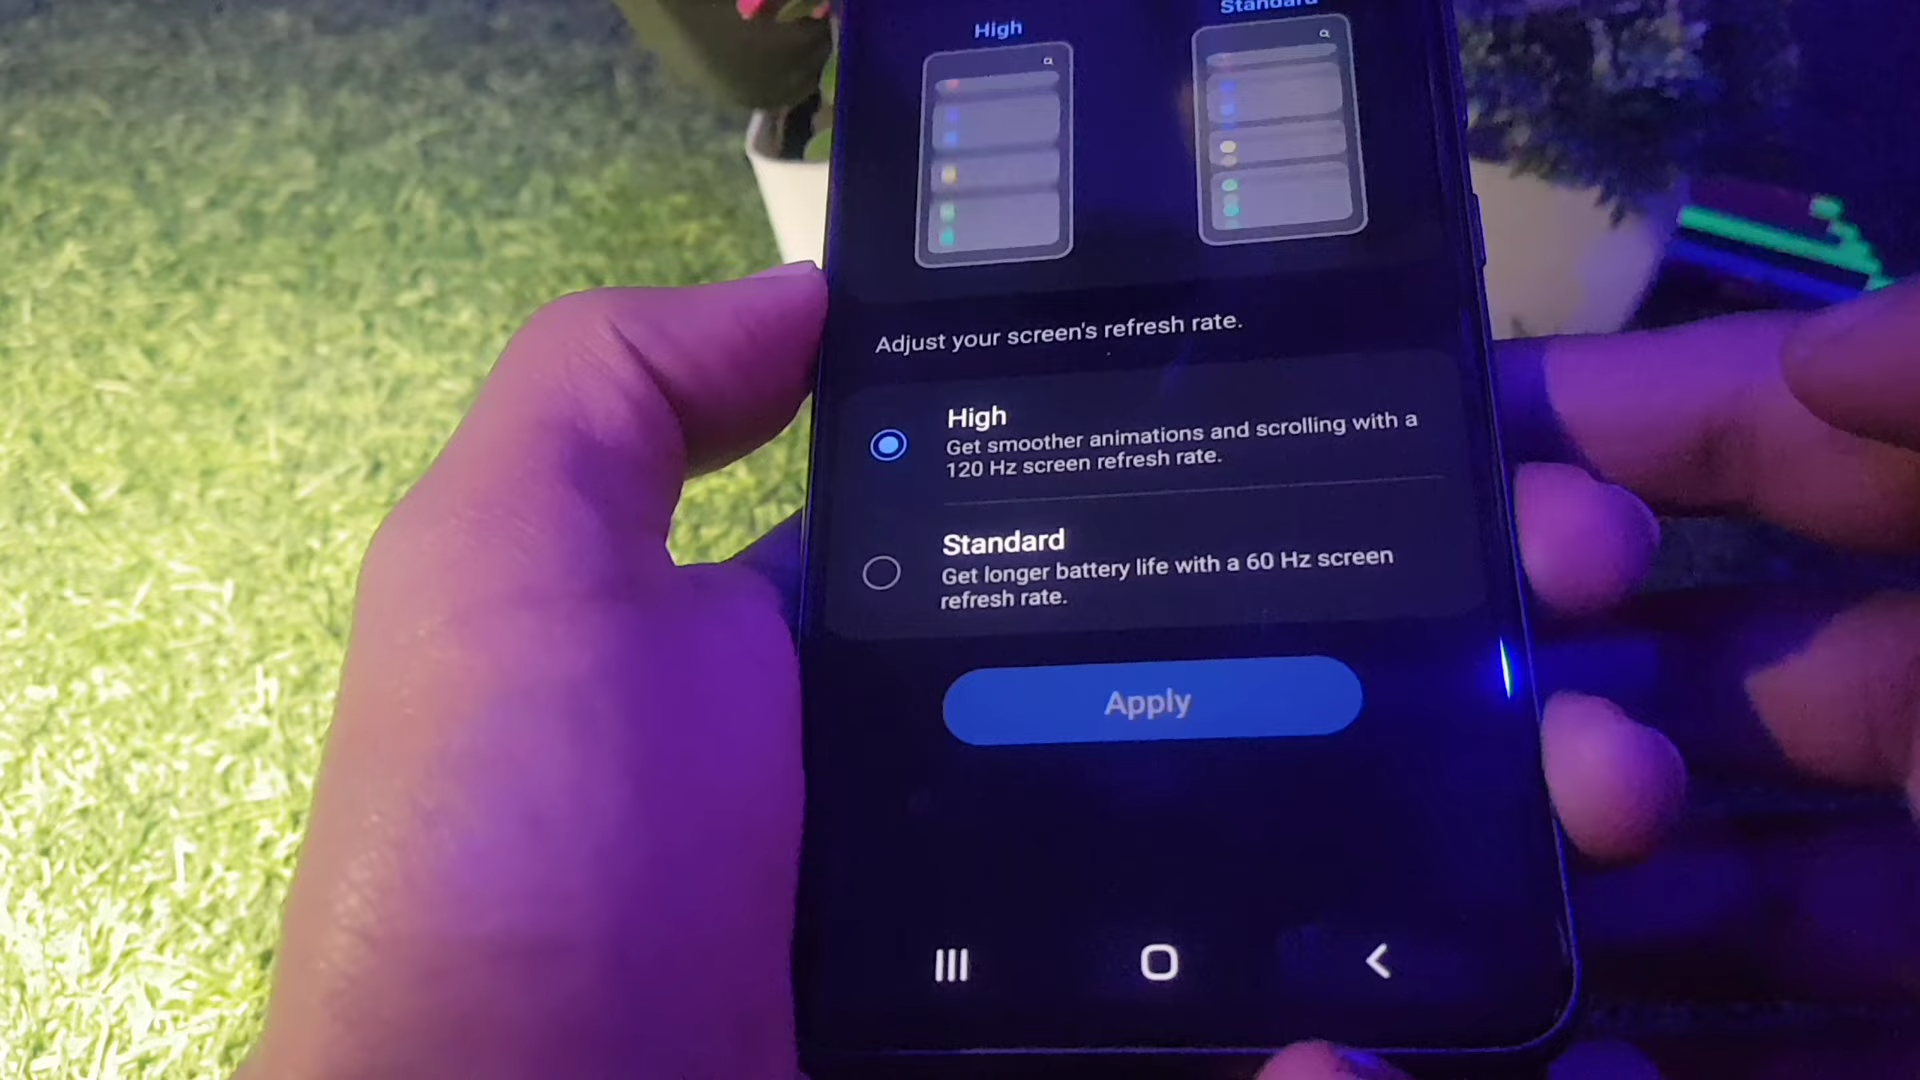 High
Standard
Adjust your screen's refresh rate.
High
Get smoother animations and scrolling with a
120 Hz screen refresh rate.
Standard
Get longer battery life with a 60 Hz screen
refresh rate.
Apply